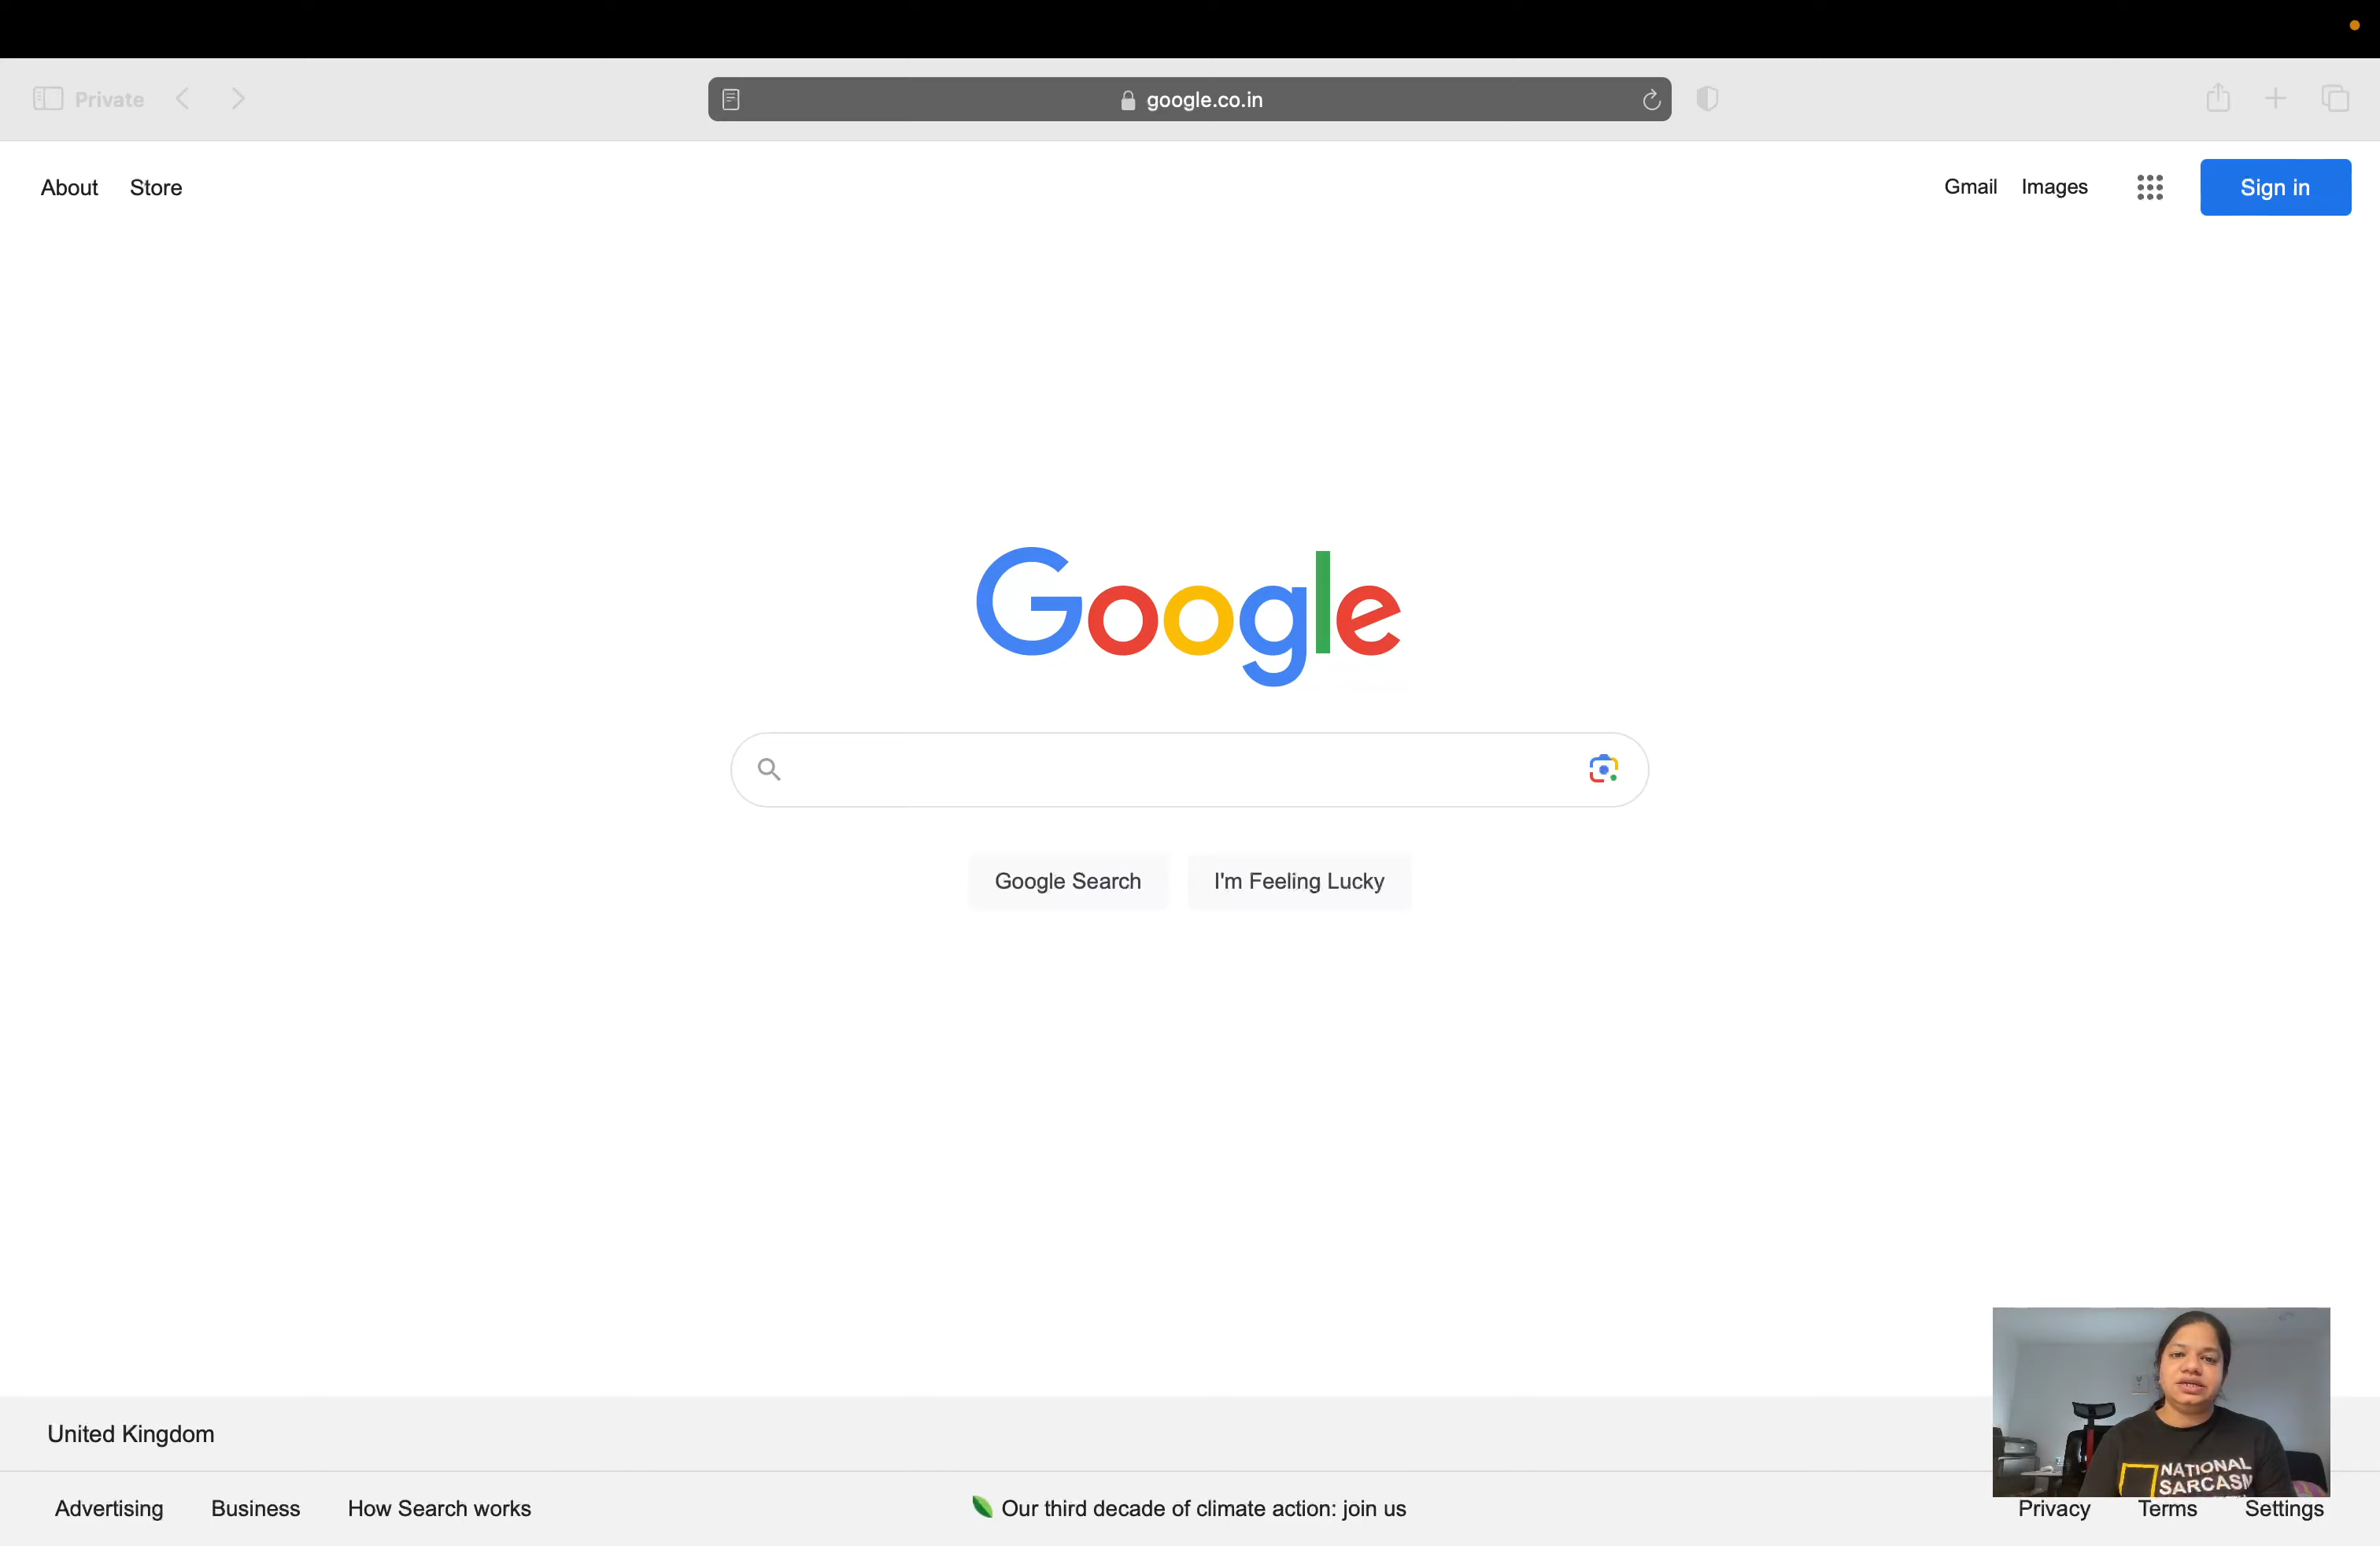 Private
google.co.in
About Store
Gmail Images
Sign in
Google
Google Search I'm Feeling Lucky
United Kingdom
Advertising Business How Search works
Our third decade of climate action: join us
NATIONAL
SARCASM
Privacy Terms Settings